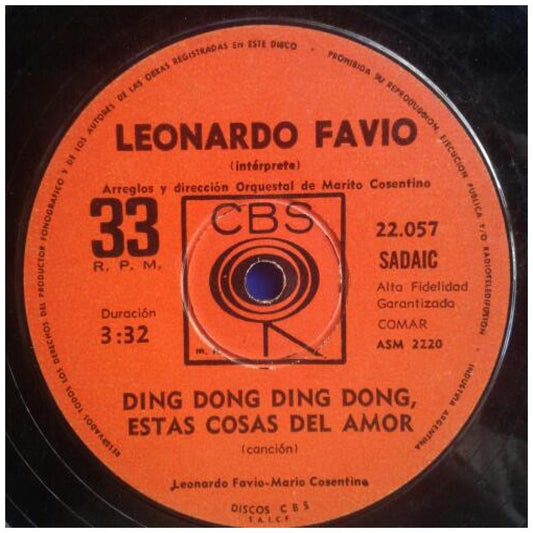 RESERVADOS TODOS LOS DERECHOS DEL PRODUCTOR FONOGRAFICO Y DE LOS AUTORES DE LAS OBRAS REGISTRADAS EN ESTE DISCO • PROHIBIDA SU REPRODUCCION, EJECUCION PUBLICA Y/O RADIOTELEDIFUSION • INDUSTRIA ARGENTINA
LEONARDO FAVIO
(intérprete)
Arreglos y dirección Orquestal de Marito Cosentino
33
R. P. M.
CBS
22.057
SADAIC
Alta Fidelidad
Garantizada
COMAR
ASM 2220
Duración
3:32
DING DONG DING DONG,
ESTAS COSAS DEL AMOR
(canción)
Leonardo Favio-Mario Cosentino
DISCOS CBS
S.A.I.C.F.